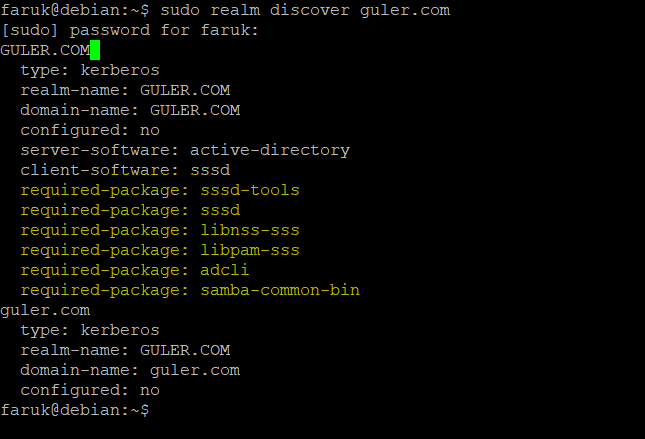 faruk@debian:~$ sudo realm discover guler.com
[sudo] password for faruk:
GULER.COM
  type: kerberos
  realm-name: GULER.COM
  domain-name: GULER.COM
  configured: no
  server-software: active-directory
  client-software: sssd
  required-package: sssd-tools
  required-package: sssd
  required-package: libnss-sss
  required-package: libpam-sss
  required-package: adcli
  required-package: samba-common-bin
guler.com
  type: kerberos
  realm-name: GULER.COM
  domain-name: guler.com
  configured: no
faruk@debian:~$